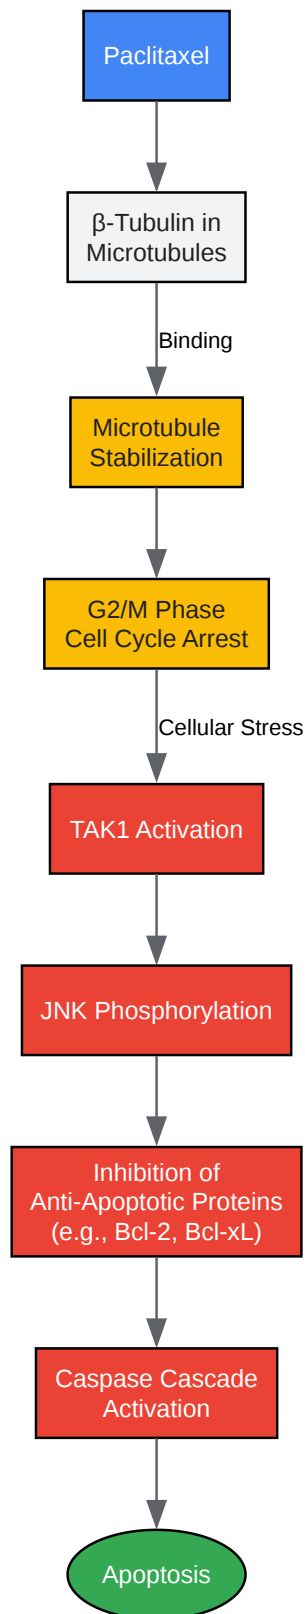 Paclitaxel
β-Tubulin in
Microtubules
Binding
Microtubule
Stabilization
G2/M Phase
Cell Cycle Arrest
Cellular Stress
TAK1 Activation
JNK Phosphorylation
Inhibition of
Anti-Apoptotic Proteins
(e.g., Bcl-2, Bcl-xL)
Caspase Cascade
Activation
Apoptosis